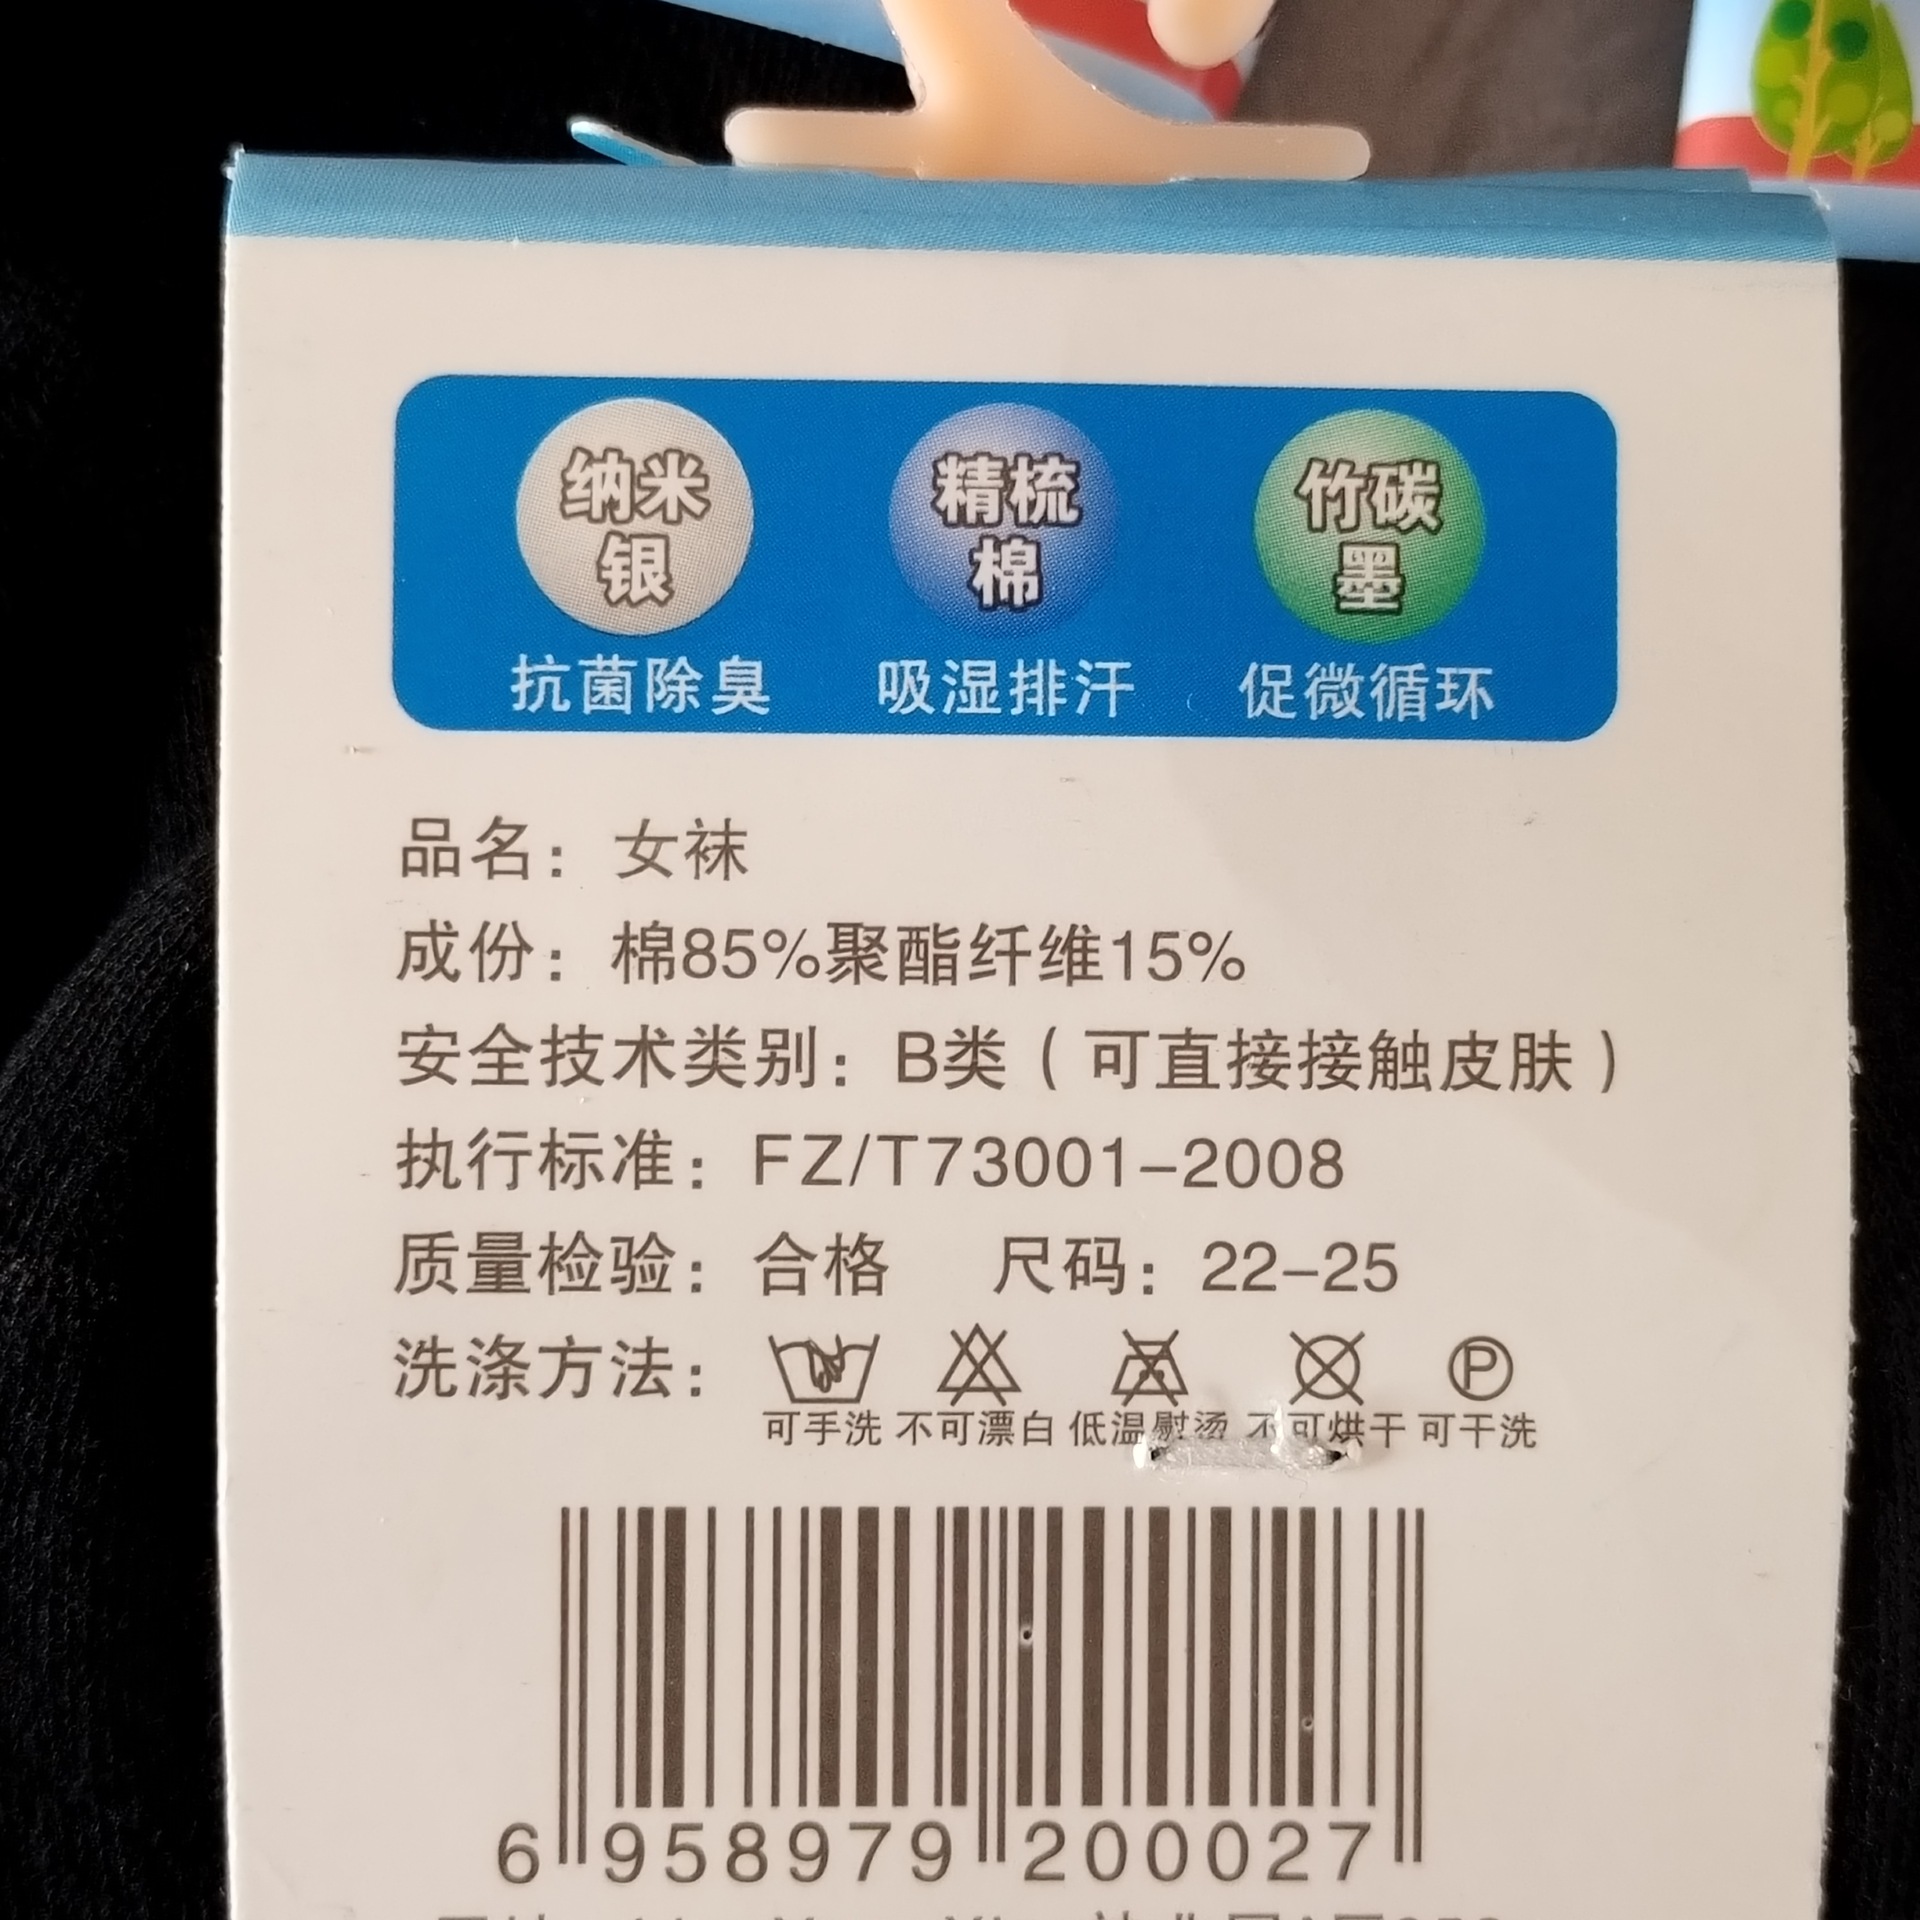 纳米 精梳 竹碳
银 棉 墨
抗菌除臭 吸湿排汗 促微循环
品名：女袜
成份：棉85%聚酯纤维15%
安全技术类别：B类（可直接接触皮肤）
执行标准：FZ/T73001-2008
质量检验：合格 尺码：22-25
洗涤方法：P
可手洗 不可漂白 低温熨烫 不可烘干 可干洗
6 958979 200027